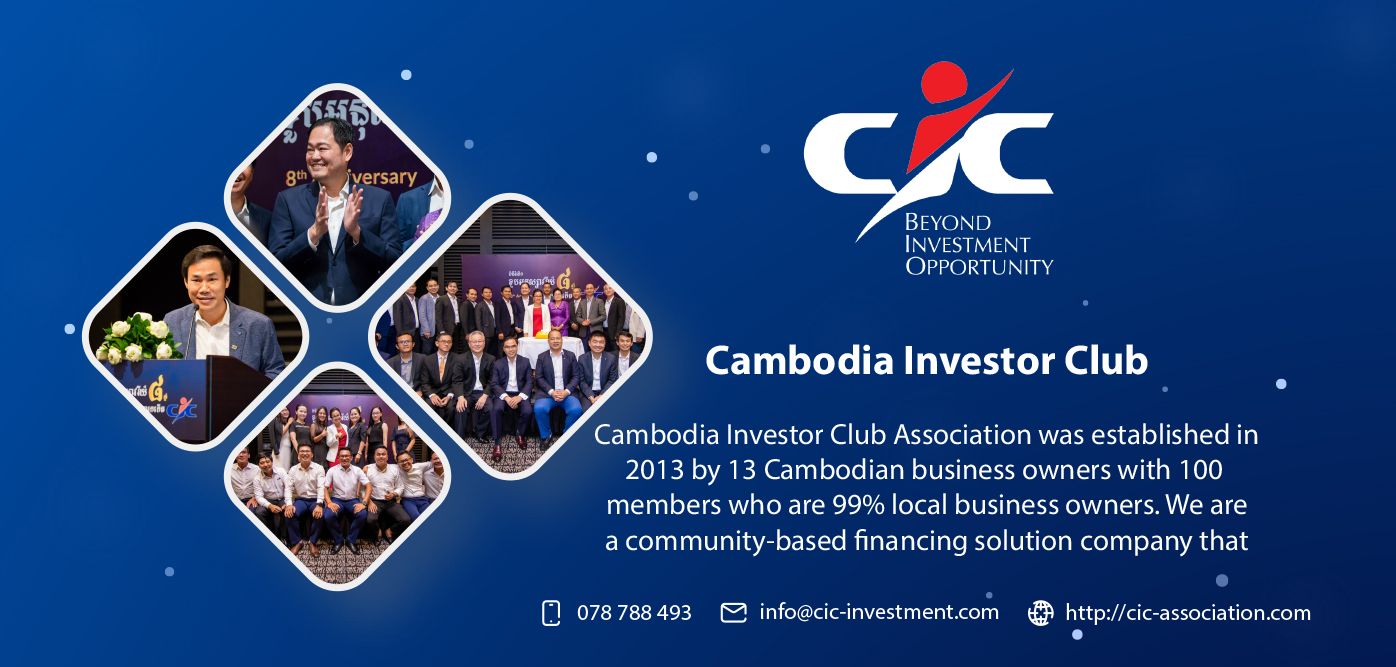 8th
CiC
BEYOND
INVESTMENT
OPPORTUNITY
Cambodia Investor Club
Cambodia Investor Club Association was established in
2013 by 13 Cambodian business owners with 100
members who are 99% local business owners. We are
a community-based financing solution company that
078 788 493 info@cic-investment.com http://cic-association.com